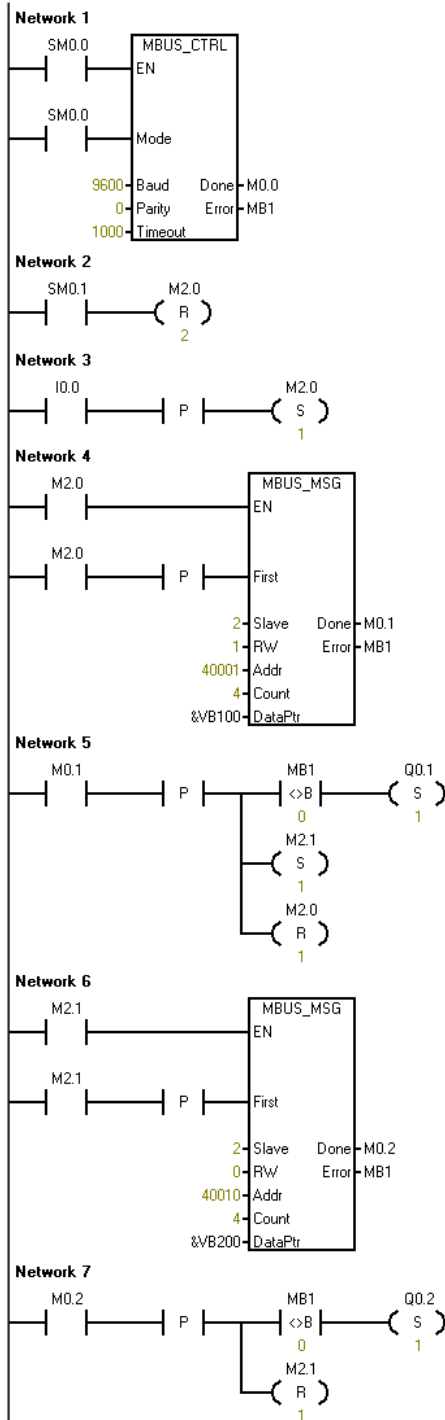 Network 1
SM0.0 MBUS_CTRL
EN
SM0.0
Mode
9600 Baud Done M0.0
0 Parity Error MB1
1000 Timeout
Network 2
SM0.1 M2.0
R
2
Network 3
I0.0 M2.0
P S
1
Network 4
M2.0 MBUS_MSG
EN
M2.0
P First
2 Slave Done M0.1
1 RW Error MB1
40001 Addr
4 Count
&VB100 DataPtr
Network 5
M0.1 MB1 Q0.1
P <>B S
0 1
M2.1
S
1
M2.0
R
1
Network 6
M2.1 MBUS_MSG
EN
M2.1
P First
2 Slave Done M0.2
0 RW Error MB1
40010 Addr
4 Count
&VB200 DataPtr
Network 7
M0.2 MB1 Q0.2
P <>B S
0 1
M2.1
R
1